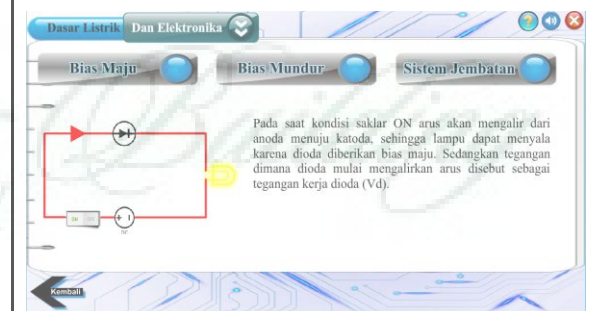 Dasar Listrik Dan Elektronika
Bias Maju
Bias Mundur
Sistem Jembatan
Pada saat kondisi saklar ON arus akan mengalir dari
anoda menuju katoda, sehingga lampu dapat menyala
karena dioda diberikan bias maju. Sedangkan tegangan
dimana dioda mulai mengalirkan arus disebut sebagai
tegangan kerja dioda (Vd).
Kembali